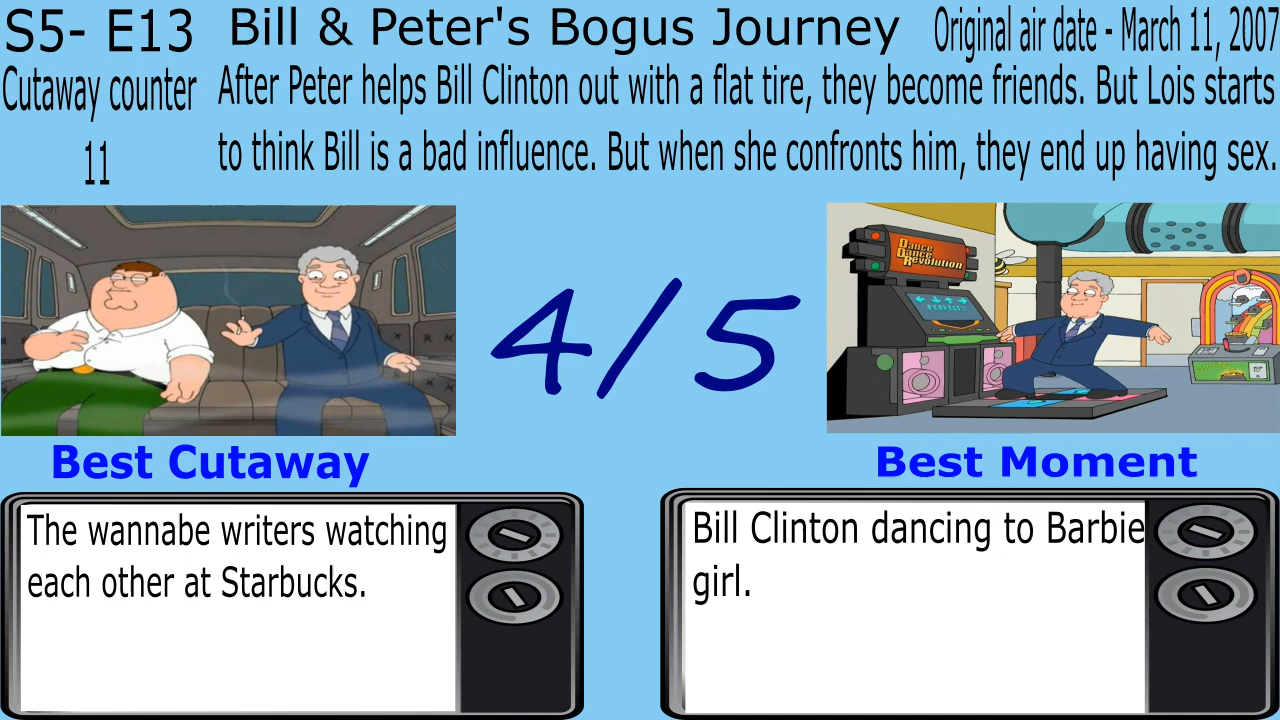 S5- E13
Bill & Peter's Bogus Journey
Original air date - March 11, 2007
Cutaway counter
11
After Peter helps Bill Clinton out with a flat tire, they become friends. But Lois starts
to think Bill is a bad influence. But when she confronts him, they end up having sex.
Dance
Dance
Revolution
PERFECT!!
4/5
Best Cutaway
Best Moment
The wannabe writers watching
each other at Starbucks.
Bill Clinton dancing to Barbie
girl.